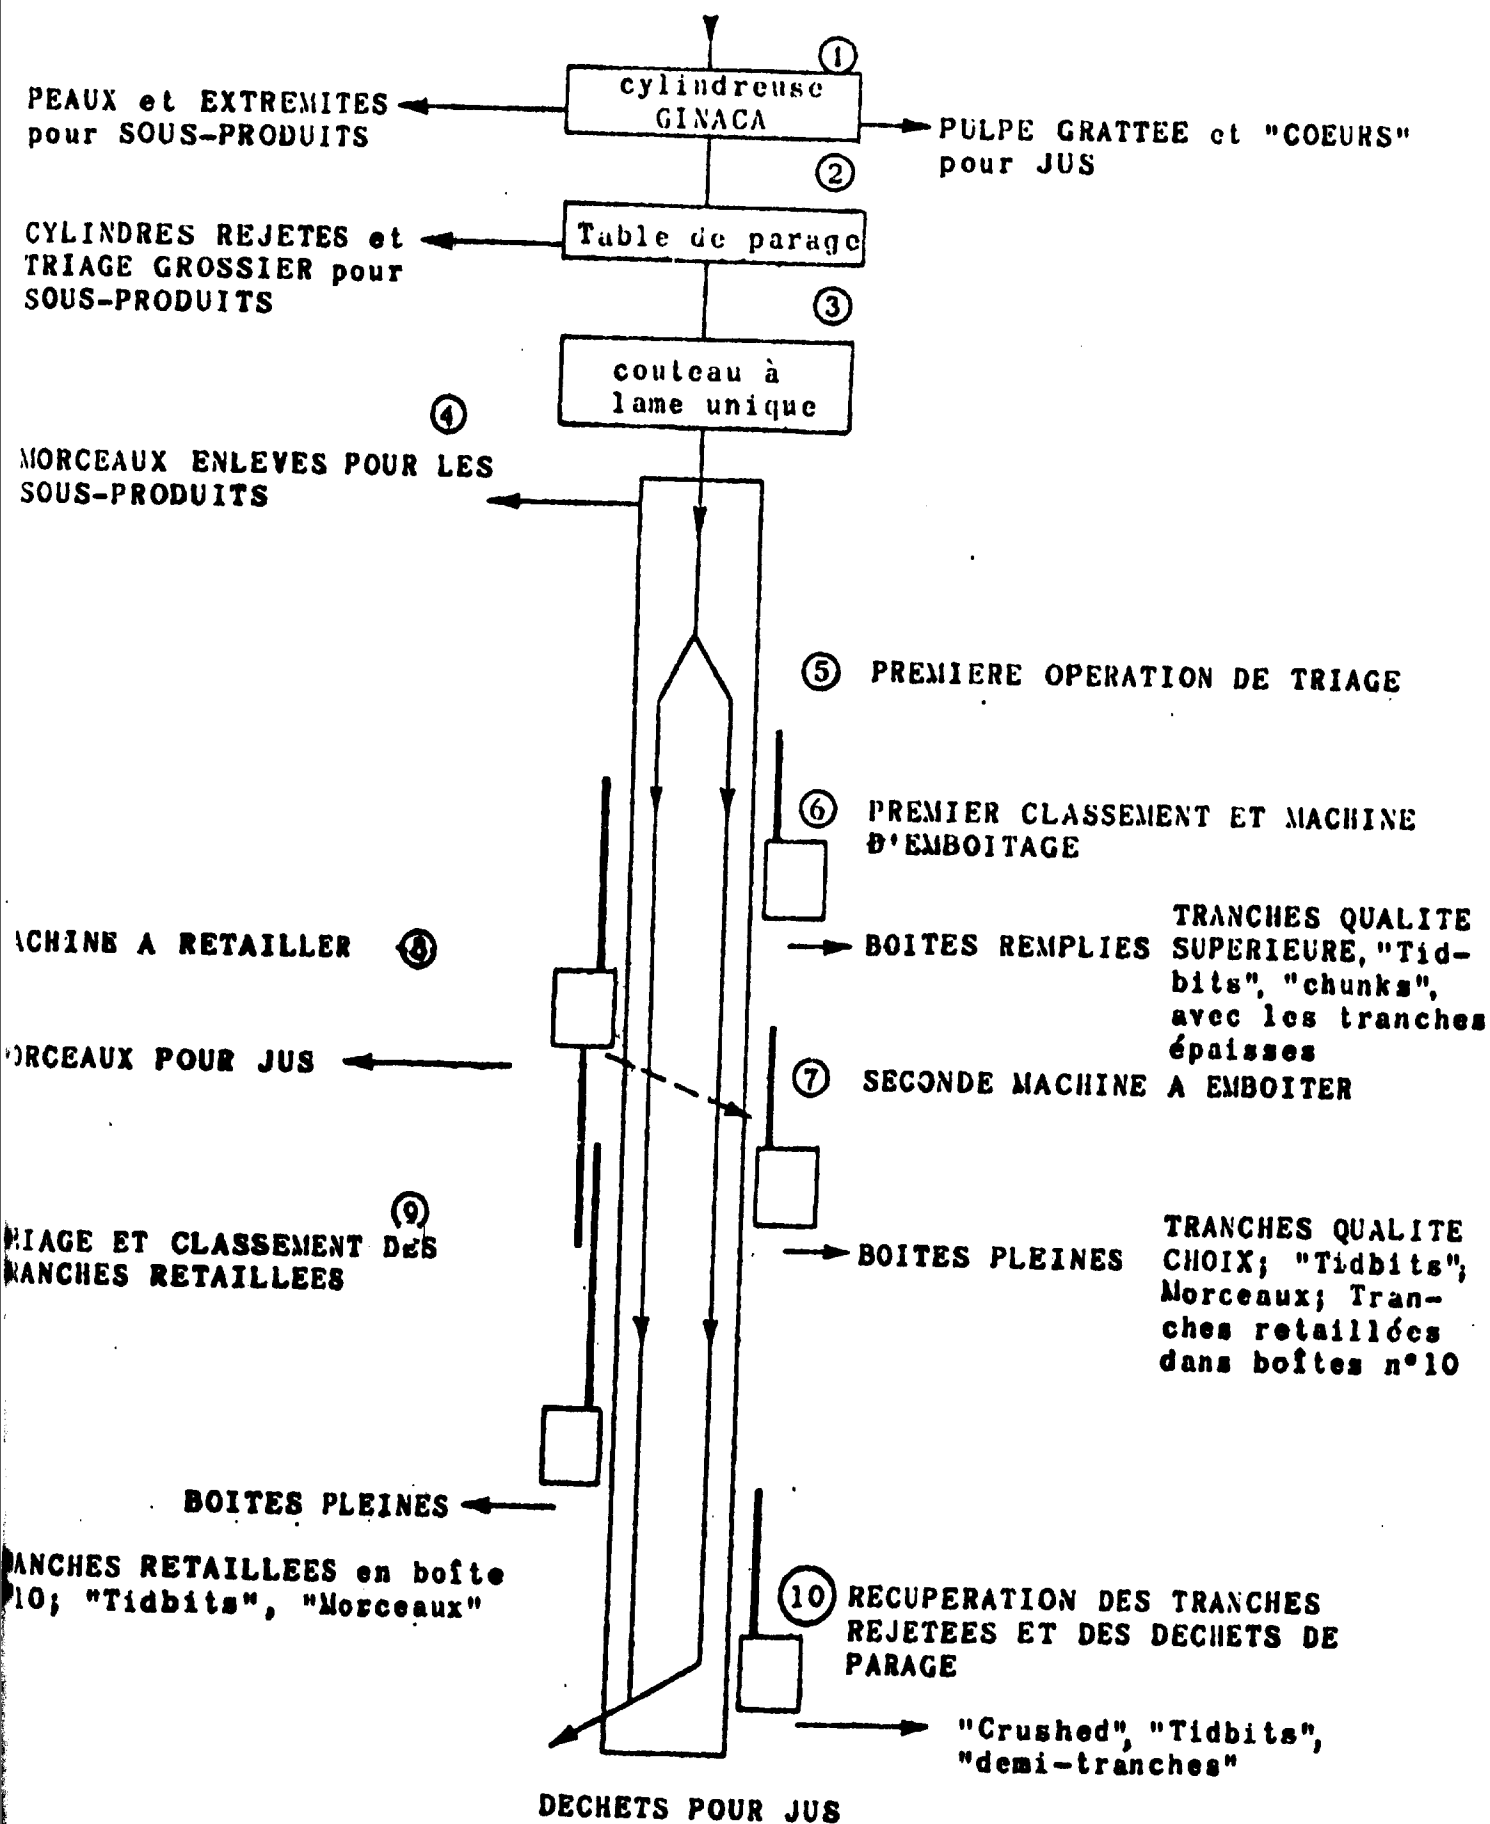 ①
cylindreuse
GINACA
PEAUX et EXTREMITES
pour SOUS-PRODUITS
PULPE GRATTEE et "COEURS"
pour JUS
②
Table de parage
CYLINDRES REJETES et
TRIAGE GROSSIER pour
SOUS-PRODUITS
③
couteau à
lame unique
④
MORCEAUX ENLEVES POUR LES
SOUS-PRODUITS
⑤ PREMIERE OPERATION DE TRIAGE
⑥ PREMIER CLASSEMENT ET MACHINE
D'EMBOITAGE
BOITES REMPLIES
TRANCHES QUALITE
SUPERIEURE, "Tid-
bits", "chunks",
avec les tranches
épaisses
ACHINE A RETAILLER ⑧
ORCEAUX POUR JUS
⑦ SECONDE MACHINE A EMBOITER
⑨
IAGE ET CLASSEMENT DES
RANCHES RETAILLEES
BOITES PLEINES
TRANCHES QUALITE
CHOIX; "Tidbits";
Morceaux; Tran-
ches retaillées
dans boîtes n°10
BOITES PLEINES
ANCHES RETAILLEES en boîte
10; "Tidbits", "Morceaux"
⑩ RECUPERATION DES TRANCHES
REJETEES ET DES DECHETS DE
PARAGE
"Crushed", "Tidbits",
"demi-tranches"
DECHETS POUR JUS